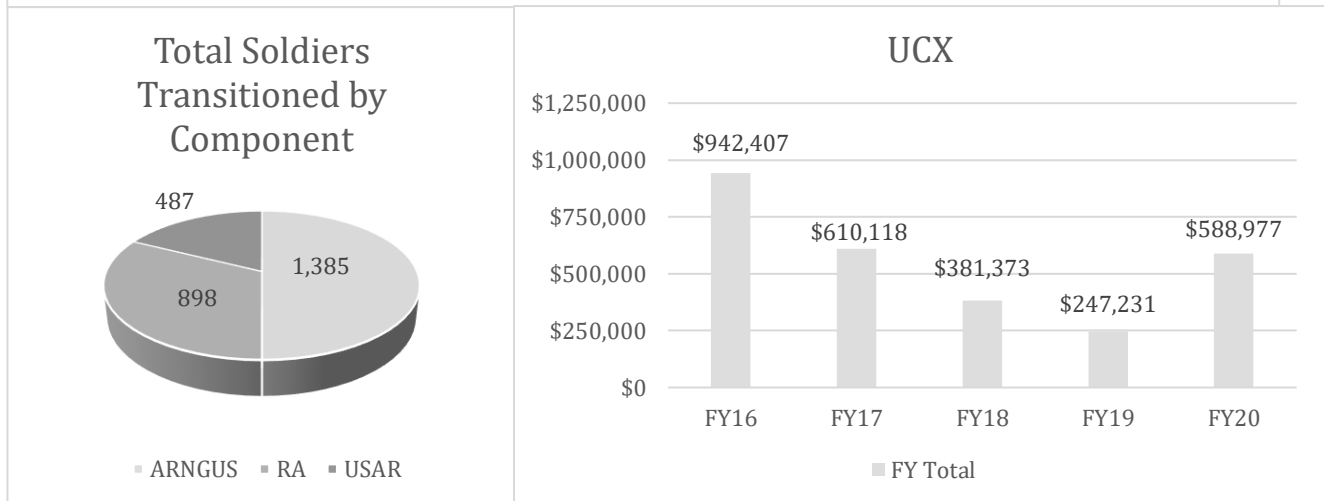 Total Soldiers
Transitioned by
Component
487
1,385
898
ARNGUS RA USAR
UCX
$1,250,000
$1,000,000
$750,000
$500,000
$250,000
$0
$942,407
$610,118
$381,373
$247,231
$588,977
FY16 FY17 FY18 FY19 FY20
FY Total